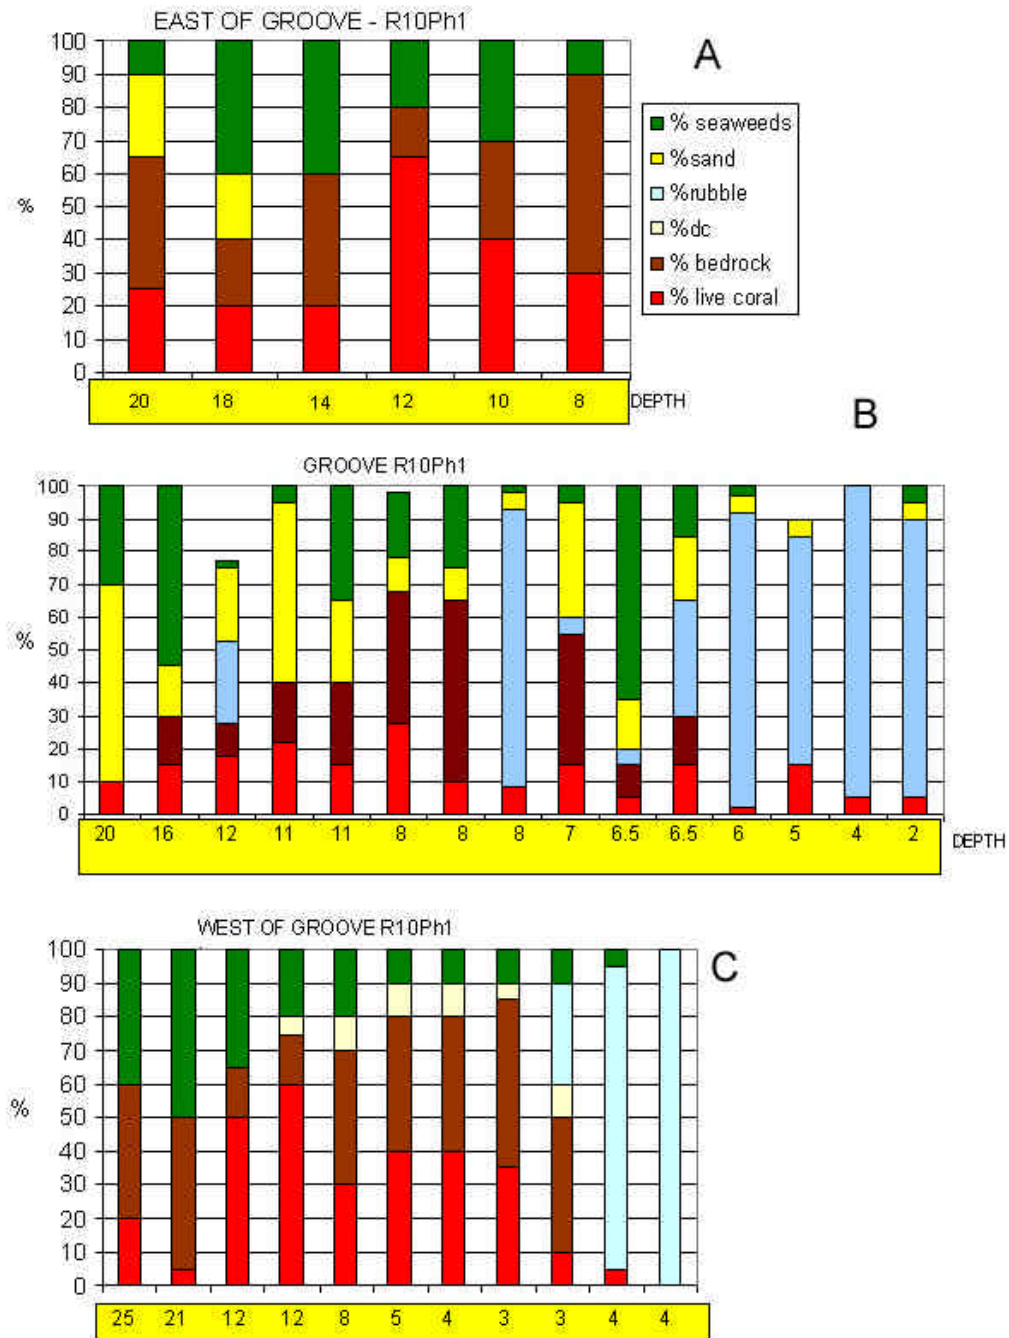 EAST OF GROOVE - R10Ph1
A
100
90
80
70
60
50
40
30
20
10
0
%
% seaweeds
%sand
%rubble
%dc
% bedrock
% live coral
20 18 14 12 10 8 DEPTH
B
GROOVE R10Ph1
100
90
80
70
60
50
40
30
20
10
0
%
20 16 12 11 11 8 8 8 7 6.5 6.5 6 5 4 2 DEPTH
WEST OF GROOVE R10Ph1
C
100
90
80
70
60
50
40
30
20
10
0
%
25 21 12 12 8 5 4 3 3 4 4